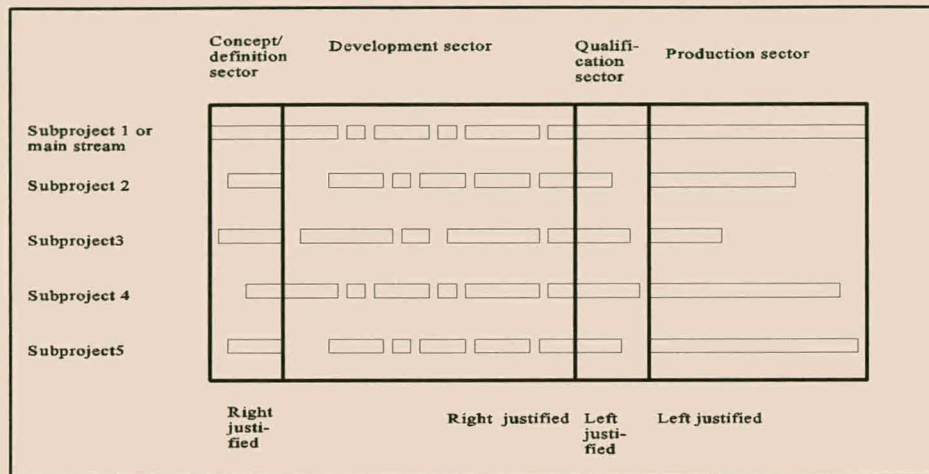 Concept/
definition
sector
Development sector
Qualifi-
cation
sector
Production sector
Subproject 1 or
main stream
Subproject 2
Subproject3
Subproject 4
Subproject5
Right
justi-
fied
Right justified
Left
justi-
fied
Left justified